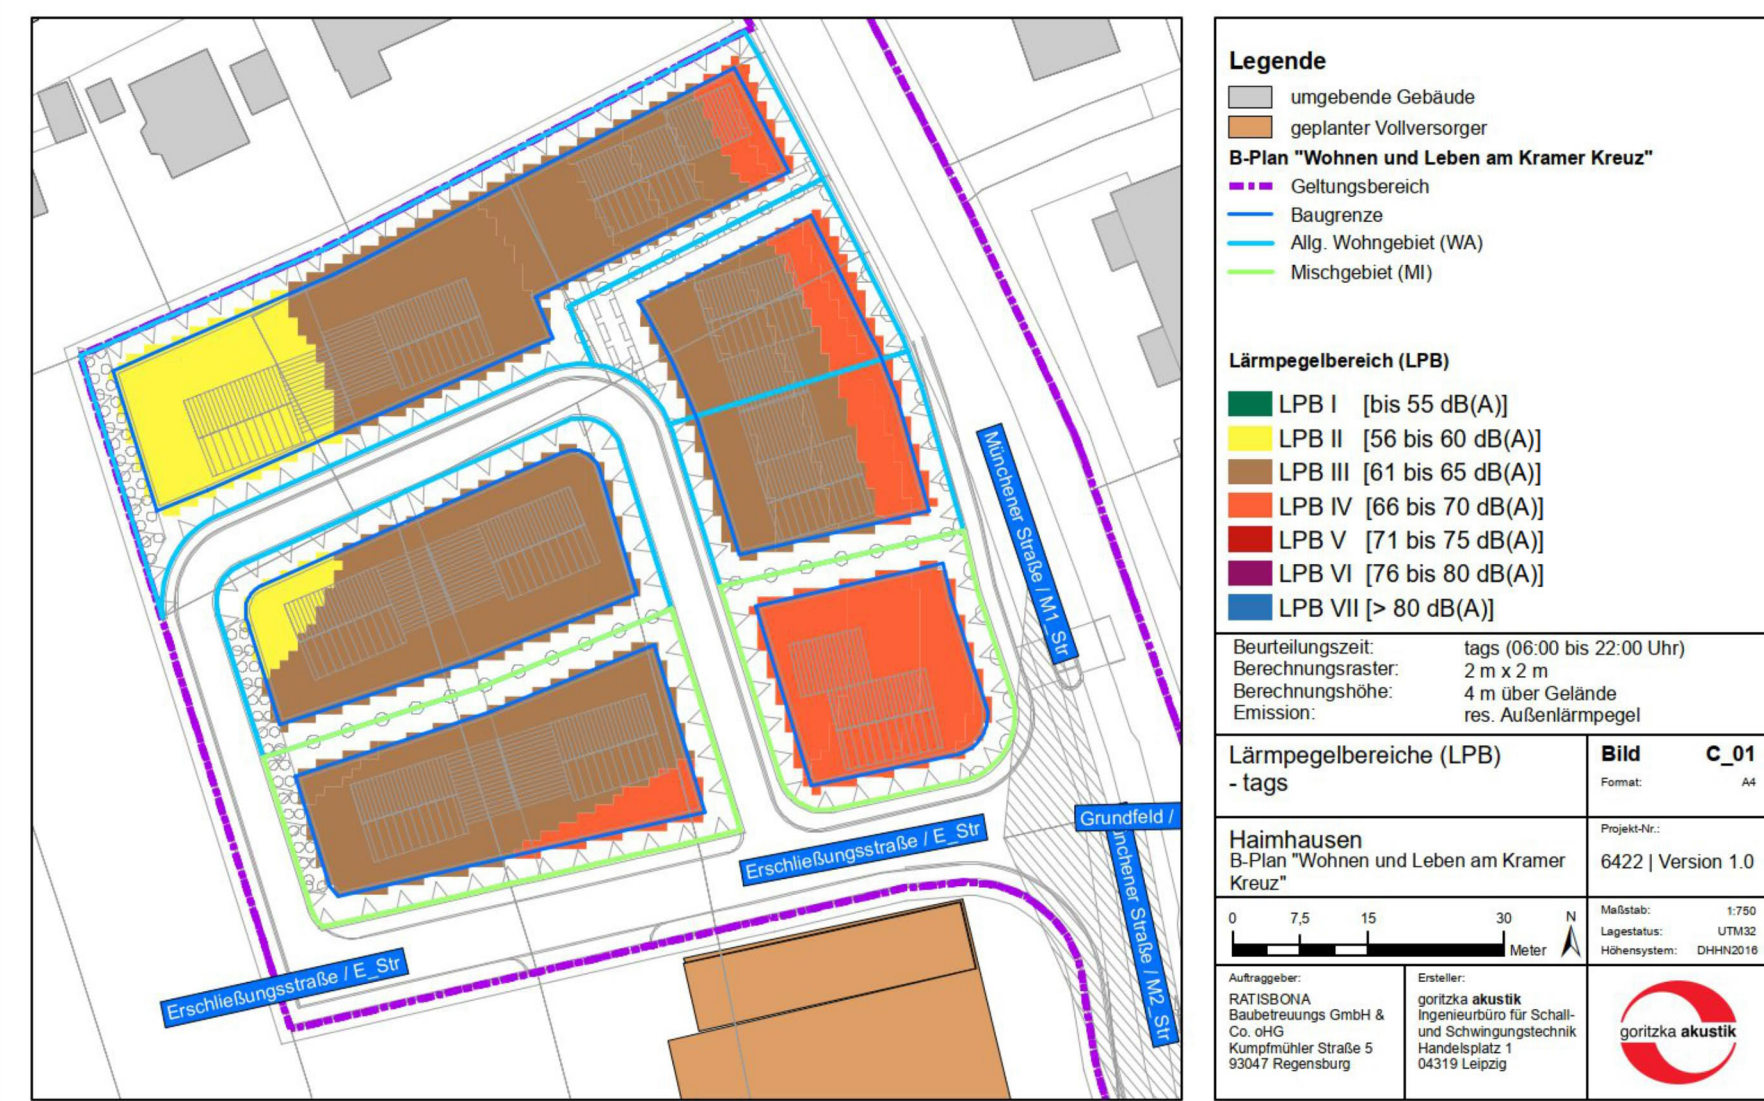 Münchener Straße / M1_Str
Grundfeld /
nchener Straße / M2_Str
Erschließungsstraße / E_Str
Erschließungsstraße / E_Str
Legende
umgebende Gebäude
geplanter Vollversorger
B-Plan "Wohnen und Leben am Kramer Kreuz"
Geltungsbereich
Baugrenze
Allg. Wohngebiet (WA)
Mischgebiet (MI)
Lärmpegelbereich (LPB)
LPB I [bis 55 dB(A)]
LPB II [56 bis 60 dB(A)]
LPB III [61 bis 65 dB(A)]
LPB IV [66 bis 70 dB(A)]
LPB V [71 bis 75 dB(A)]
LPB VI [76 bis 80 dB(A)]
LPB VII [> 80 dB(A)]
Beurteilungszeit: tags (06:00 bis 22:00 Uhr)
Berechnungsraster: 2 m x 2 m
Berechnungshöhe: 4 m über Gelände
Emission: res. Außenlärmpegel
Lärmpegelbereiche (LPB)
- tags
Bild C_01
Format: A4
Haimhausen
B-Plan "Wohnen und Leben am Kramer
Kreuz"
Projekt-Nr.:
6422 | Version 1.0
0 7,5 15 30
Meter
N
Maßstab: 1:750
Lagestatus: UTM32
Höhensystem: DHHN2016
Auftraggeber:
RATISBONA
Baubetreuungs GmbH &
Co. oHG
Kumpfmühler Straße 5
93047 Regensburg
Ersteller:
goritzka akustik
Ingenieurbüro für Schall-
und Schwingungstechnik
Handelsplatz 1
04319 Leipzig
goritzka akustik